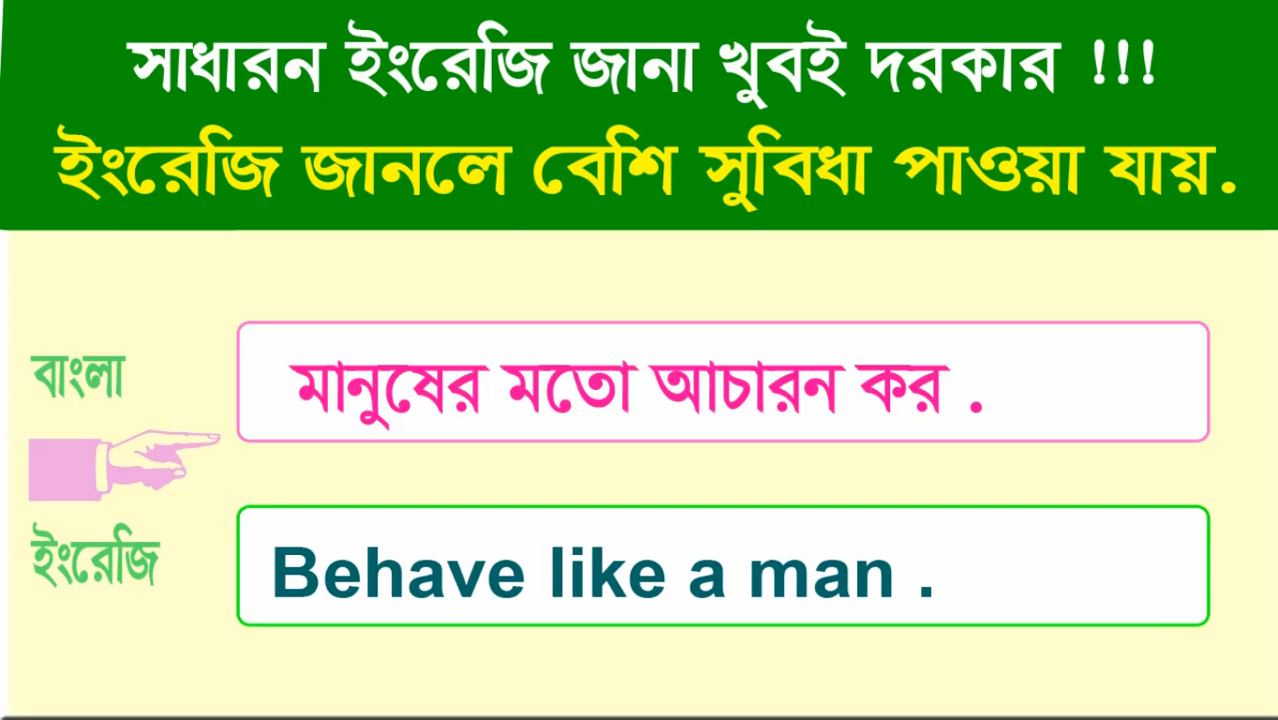 সাধারন ইংরেজি জানা খুবই দরকার !!!
ইংরেজি জানলে বেশি সুবিধা পাওয়া যায়.
বাংলা
মানুষের মতো আচারন কর .
ইংরেজি
Behave like a man .